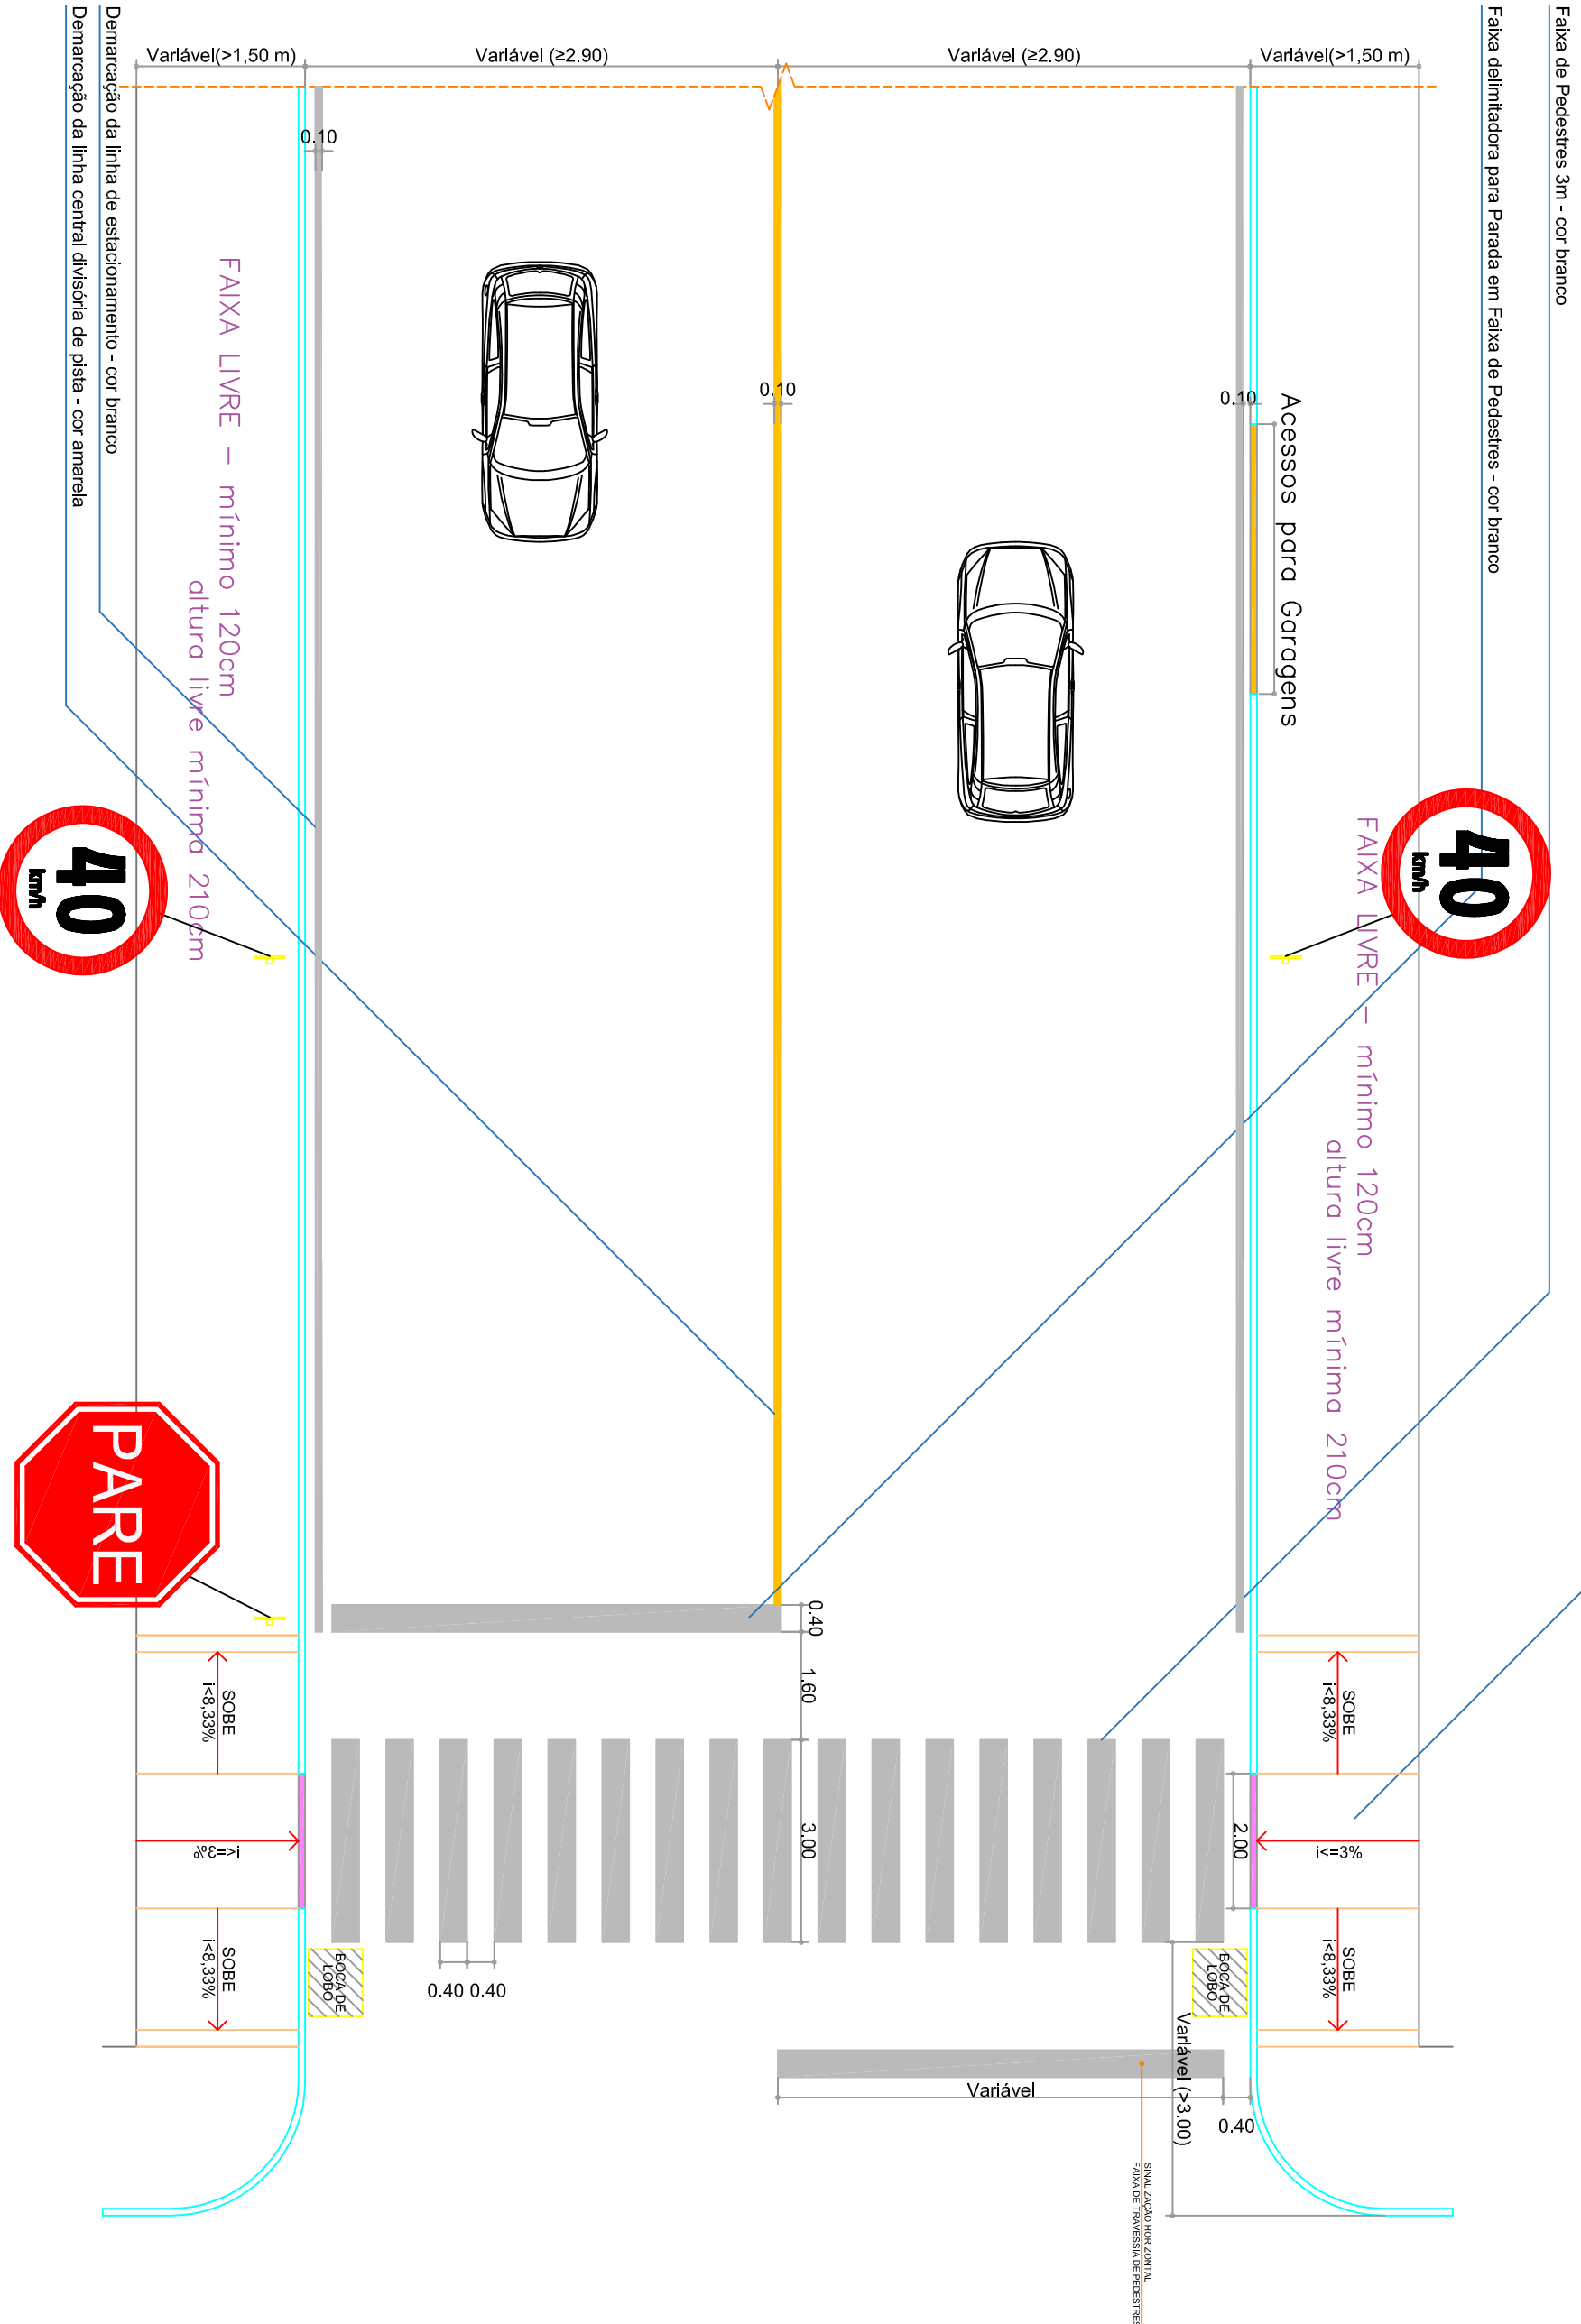 Faixa de Pedestres 3m - cor branco
Faixa delimitadora para Parada em Faixa de Pedestres - cor branco
Demarcação da linha de estacionamento - cor branco
Demarcação da linha central divisória de pista - cor amarela
Variável(>1,50 m)
Variável (≥2.90)
Variável (≥2.90)
Variável(>1,50 m)
0.10
0.10
0.10
Acessos para Garagens
FAIXA LIVRE - mínimo 120cm
altura livre mínima 210cm
FAIXA LIVRE - mínimo 120cm
altura livre mínima 210cm
40
km/h
40
km/h
PARE
0.40
1.60
3.00
2.00
SOBE
i<8,33%
SOBE
i<8,33%
i<=3%
i<=3%
SOBE
i<8,33%
SOBE
i<8,33%
BOCA DE
LOBO
BOCA DE
LOBO
0.40
0.40
Variável
Variável (>3.00)
0.40
SINALIZAÇÃO HORIZONTAL
FAIXA DE TRAVESSIA DE PEDESTRES